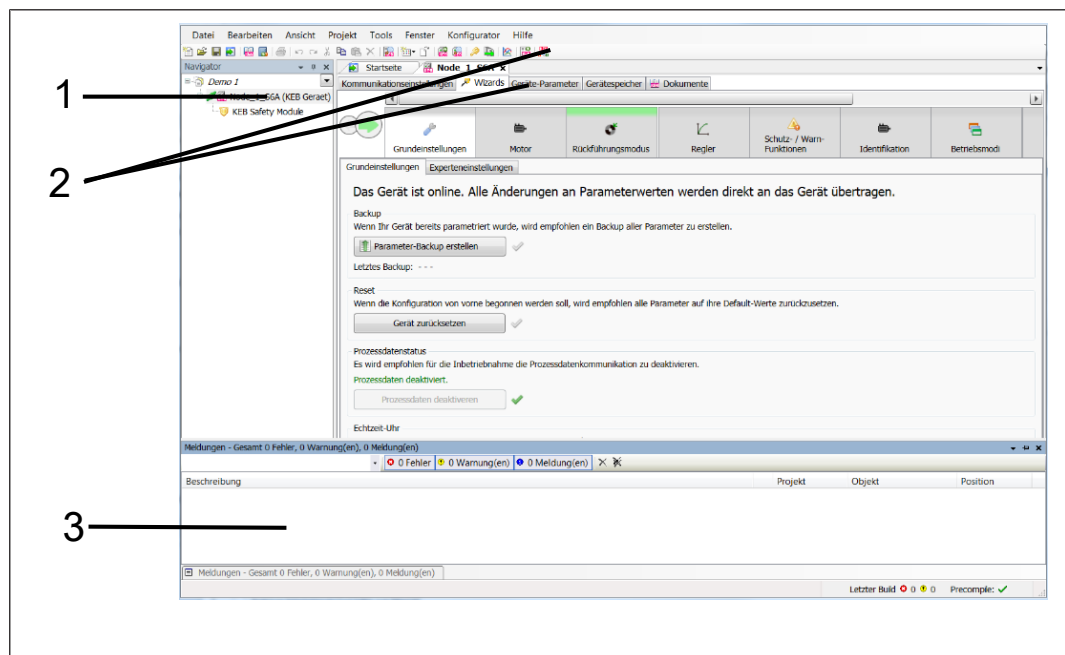 Datei Bearbeiten Ansicht Projekt Tools Fenster Konfigurator Hilfe
Navigator
Startseite
Demo 1
Kommunikationseinstellungen Wizards Geräte-Parameter Gerätespeicher Dokumente
1
(KEB Geraet)
KEB Safety Module
2
Grundeinstellungen Motor Rückführungsmodus Regler Schutz- / Warn-Funktionen Identifikation Betriebsmodi
Grundeinstellungen Experteneinstellungen
Das Gerät ist online. Alle Änderungen an Parameterwerten werden direkt an das Gerät übertragen.
Backup
Wenn Ihr Gerät bereits parametriert wurde, wird empfohlen ein Backup aller Parameter zu erstellen.
Parameter-Backup erstellen
Letztes Backup: - - -
Reset
Wenn die Konfiguration von vorne begonnen werden soll, wird empfohlen alle Parameter auf ihre Default-Werte zurückzusetzen.
Gerät zurücksetzen
Prozessdatenstatus
Es wird empfohlen für die Inbetriebnahme die Prozessdatenkommunikation zu deaktivieren.
Prozessdaten deaktiviert.
Prozessdaten deaktiveren
Echtzeit-Uhr
Meldungen - Gesamt 0 Fehler, 0 Warnung(en), 0 Meldung(en)
0 Fehler 0 Warnung(en) 0 Meldung(en)
Beschreibung Projekt Objekt Position
3
Meldungen - Gesamt 0 Fehler, 0 Warnung(en), 0 Meldung(en)
Letzter Build 0 0 Precompile: